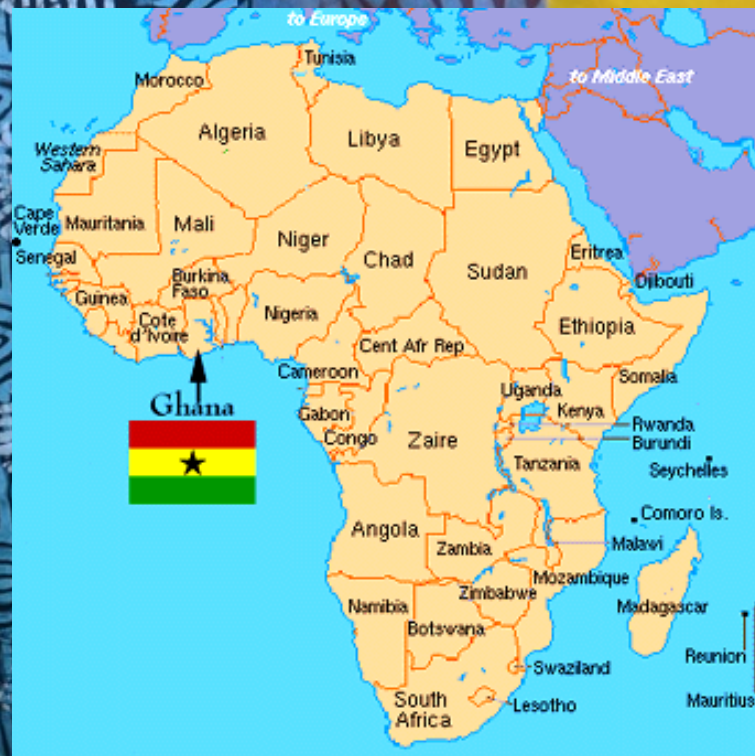 to Europe
Tunisia
to Middle East
Morocco
Algeria
Libya
Egypt
Western
Sahara
Cape
Verde
Mauritania
Mali
Niger
Chad
Sudan
Eritrea
Senegal
Djibouti
Burkina
Faso
Guinea
Nigeria
Cote
d'Ivoire
Ethiopia
Cent Afr Rep
Cameroon
Somalia
Uganda
Ghana
Gabon
Kenya
Rwanda
Congo
Zaire
Burundi
Tanzania
Seychelles
Comoro Is.
Angola
Zambia
Malawi
Mozambique
Zimbabwe
Namibia
Madagascar
Botswana
Reunion
Swaziland
South
Africa
Lesotho
Mauritius